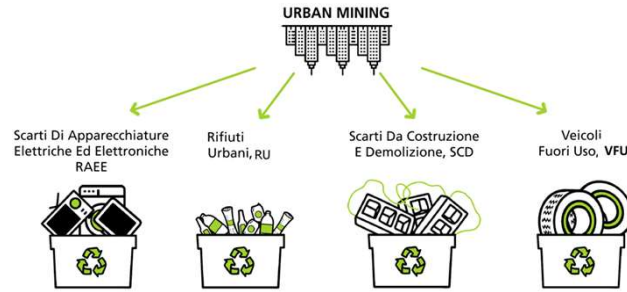 URBAN MINING
Scarti Di Apparecchiature
Elettriche Ed Elettroniche
RAEE
Rifiuti
Urbani, RU
Scarti Da Costruzione
E Demolizione, SCD
Veicoli
Fuori Uso, VFU